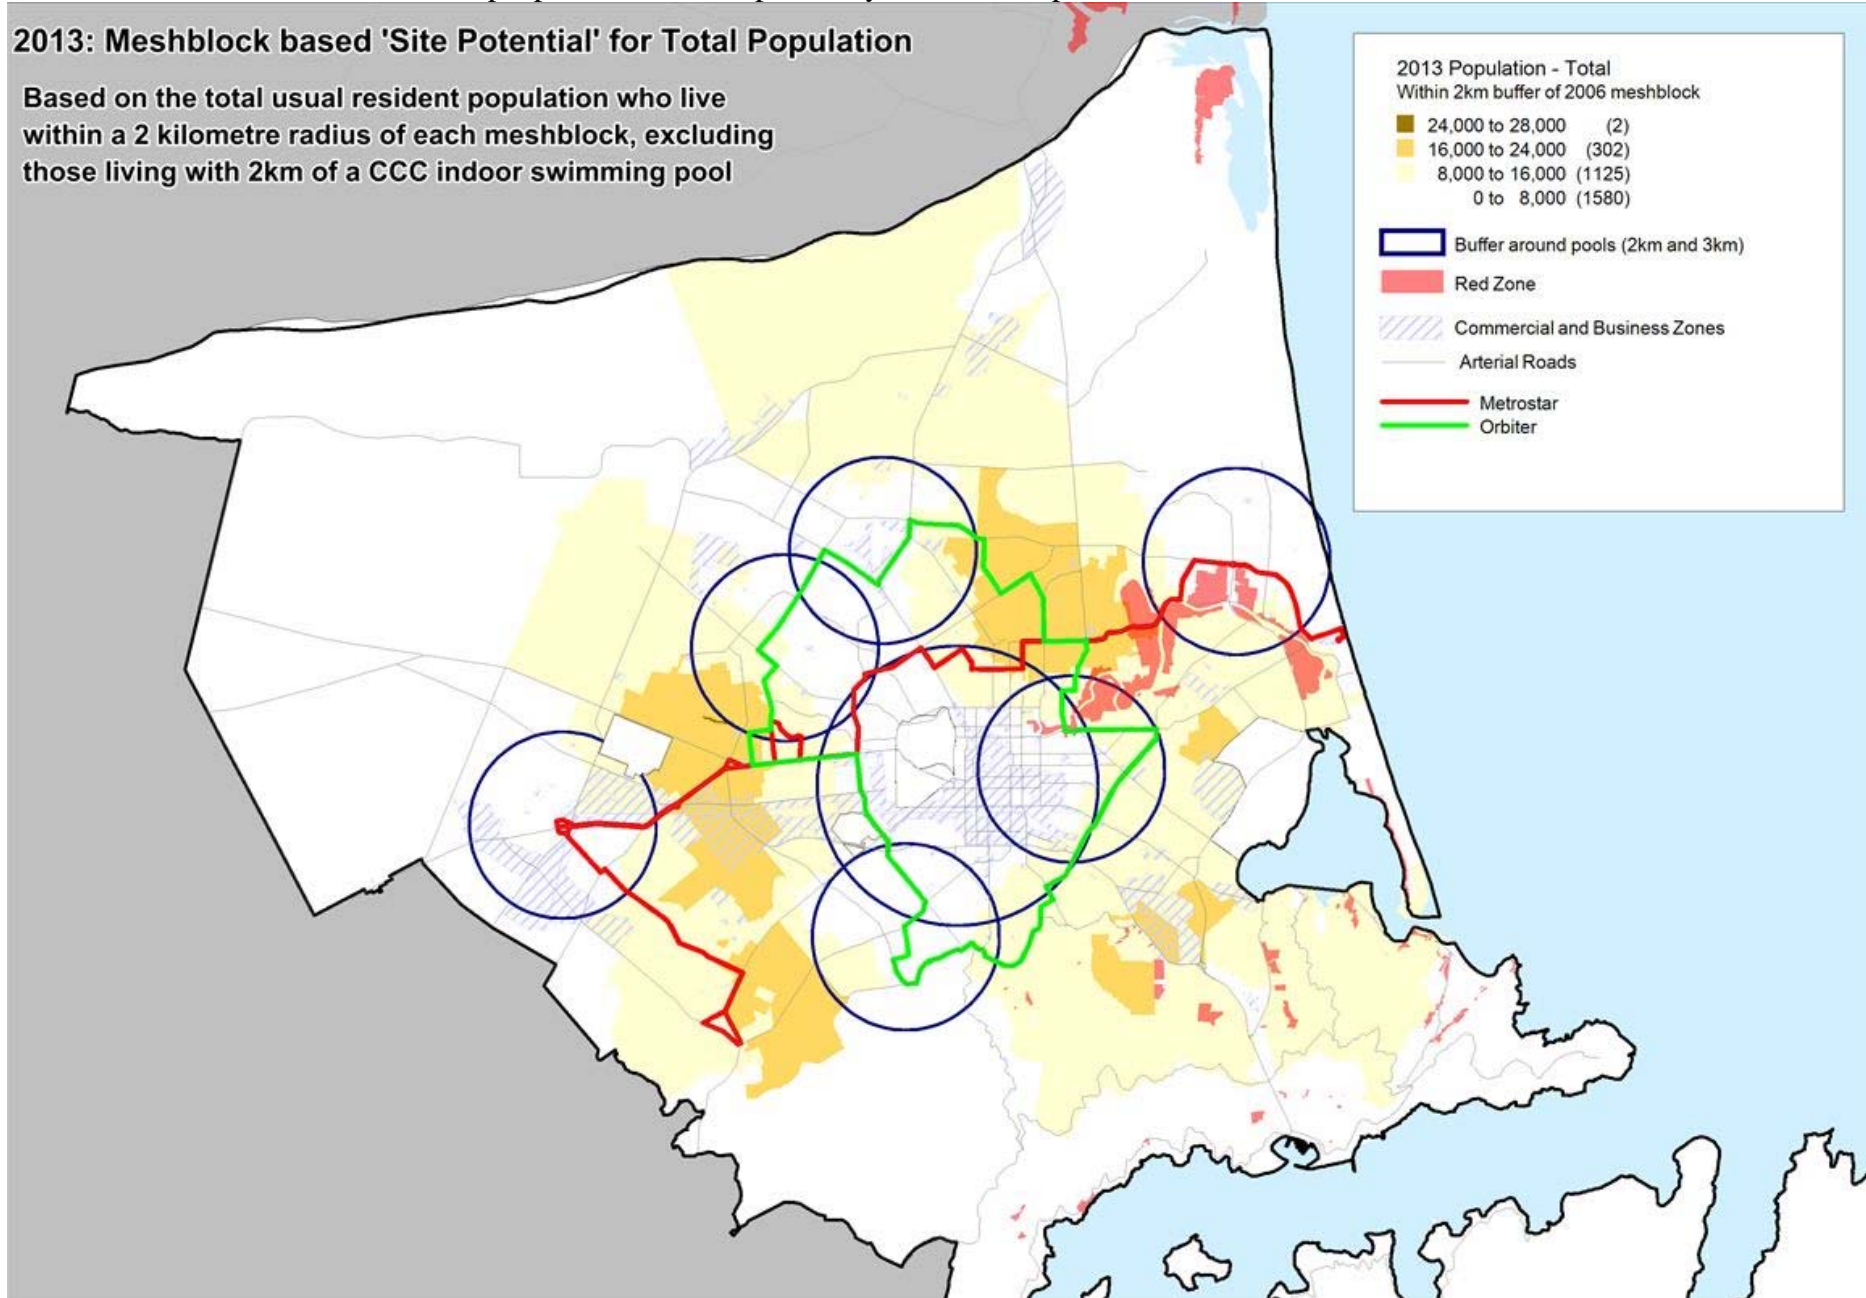 2013: Meshblock based 'Site Potential' for Total Population
Based on the total usual resident population who live
within a 2 kilometre radius of each meshblock, excluding
those living with 2km of a CCC indoor swimming pool
2013 Population - Total
Within 2km buffer of 2006 meshblock
24,000 to 28,000 (2)
16,000 to 24,000 (302)
8,000 to 16,000 (1125)
0 to 8,000 (1580)
Buffer around pools (2km and 3km)
Red Zone
Commercial and Business Zones
Arterial Roads
Metrostar
Orbiter